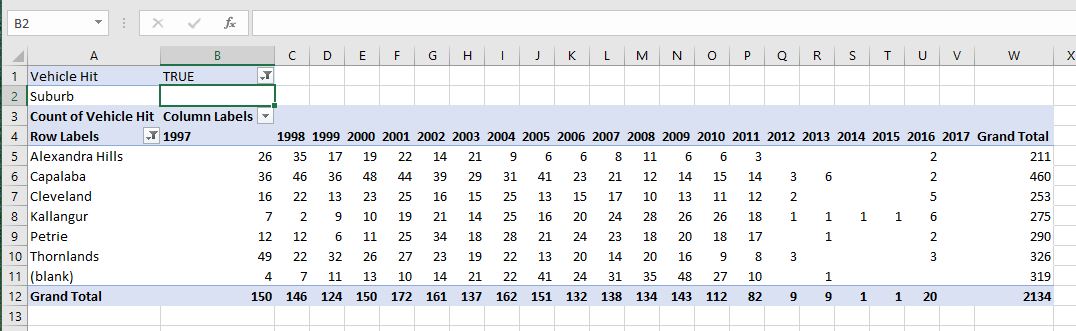 B2 fx
A B C D E F G H I J K L M N O P Q R S T U V W X
1 Vehicle Hit TRUE
2 Suburb
3 Count of Vehicle Hit Column Labels
4 Row Labels 1997 1998 1999 2000 2001 2002 2003 2004 2005 2006 2007 2008 2009 2010 2011 2012 2013 2014 2015 2016 2017 Grand Total
5 Alexandra Hills 26 35 17 19 22 14 21 9 6 6 8 11 6 6 3 2 211
6 Capalaba 36 46 36 48 44 39 29 31 41 23 21 12 14 15 14 3 6 2 460
7 Cleveland 16 22 13 23 25 16 15 25 13 15 17 10 13 11 12 2 5 253
8 Kallangur 7 2 9 10 19 21 14 25 16 20 24 28 26 26 18 1 1 1 1 6 275
9 Petrie 12 12 6 11 25 34 18 28 21 24 23 18 20 18 17 1 2 290
10 Thornlands 49 22 32 26 27 23 19 22 13 20 14 20 16 9 8 3 3 326
11 (blank) 4 7 11 13 10 14 21 22 41 24 31 35 48 27 10 1 319
12 Grand Total 150 146 124 150 172 161 137 162 151 132 138 134 143 112 82 9 9 1 1 20 2134
13